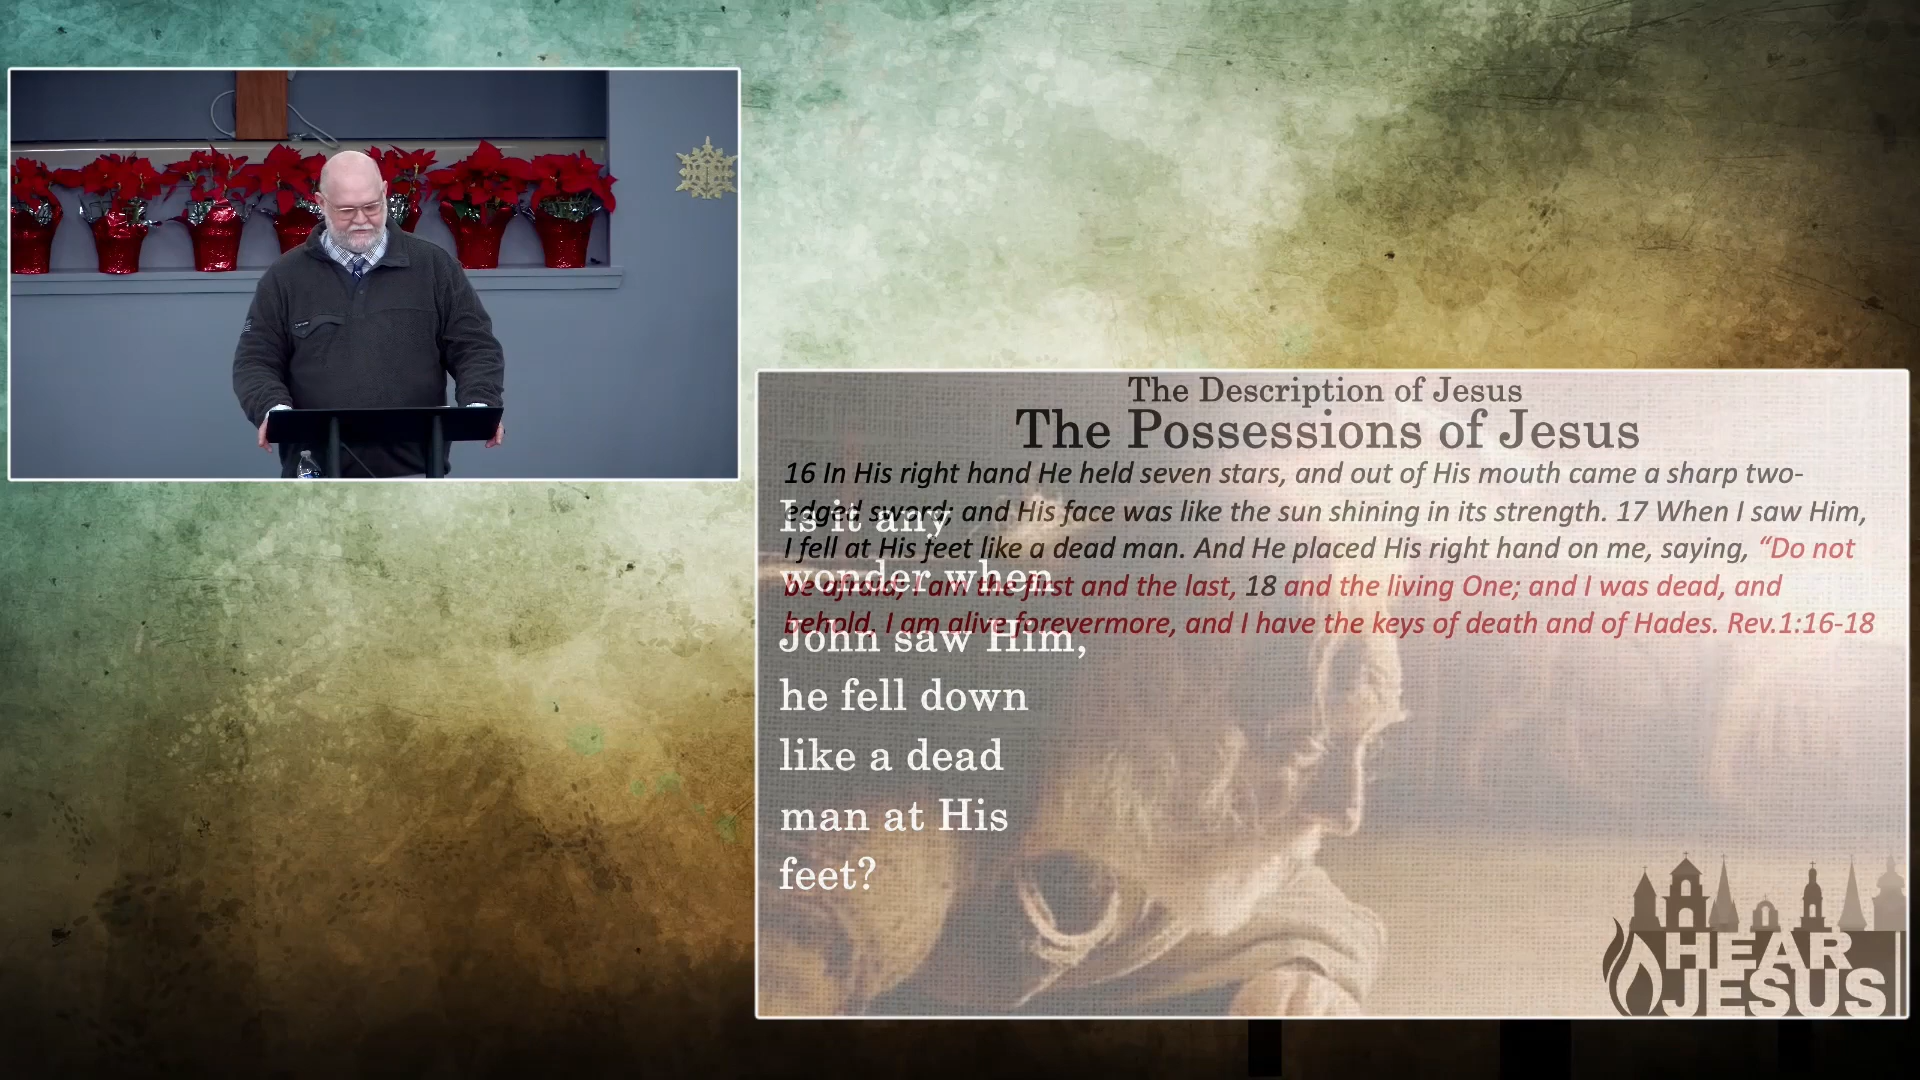 The Description of Jesus
The Possessions of Jesus
16 In His right hand He held seven stars, and out of His mouth came a sharp two-
edged sword; and His face was like the sun shining in its strength. 17 When I saw Him,
I fell at His feet like a dead man. And He placed His right hand on me, saying, “Do not
be afraid; I am the first and the last, 18 and the living One; and I was dead, and
behold, I am alive forevermore, and I have the keys of death and of Hades. Rev.1:16-18
Is it any
wonder when
John saw Him,
he fell down
like a dead
man at His
feet?
HEAR
JESUS